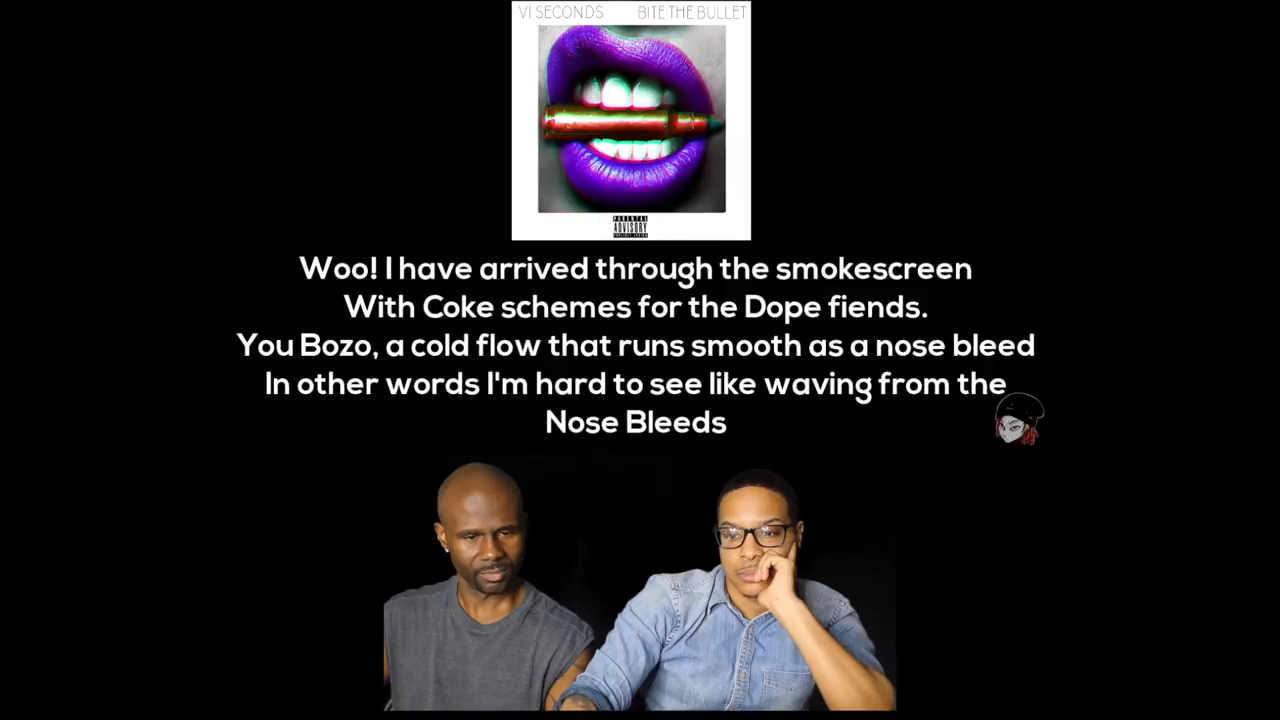 VI SECONDS BITE THE BULLET
PARENTAL
ADVISORY
EXPLICIT LYRICS
Woo! I have arrived through the smokescreen
With Coke schemes for the Dope fiends.
You Bozo, a cold flow that runs smooth as a nose bleed
In other words I'm hard to see like waving from the
Nose Bleeds